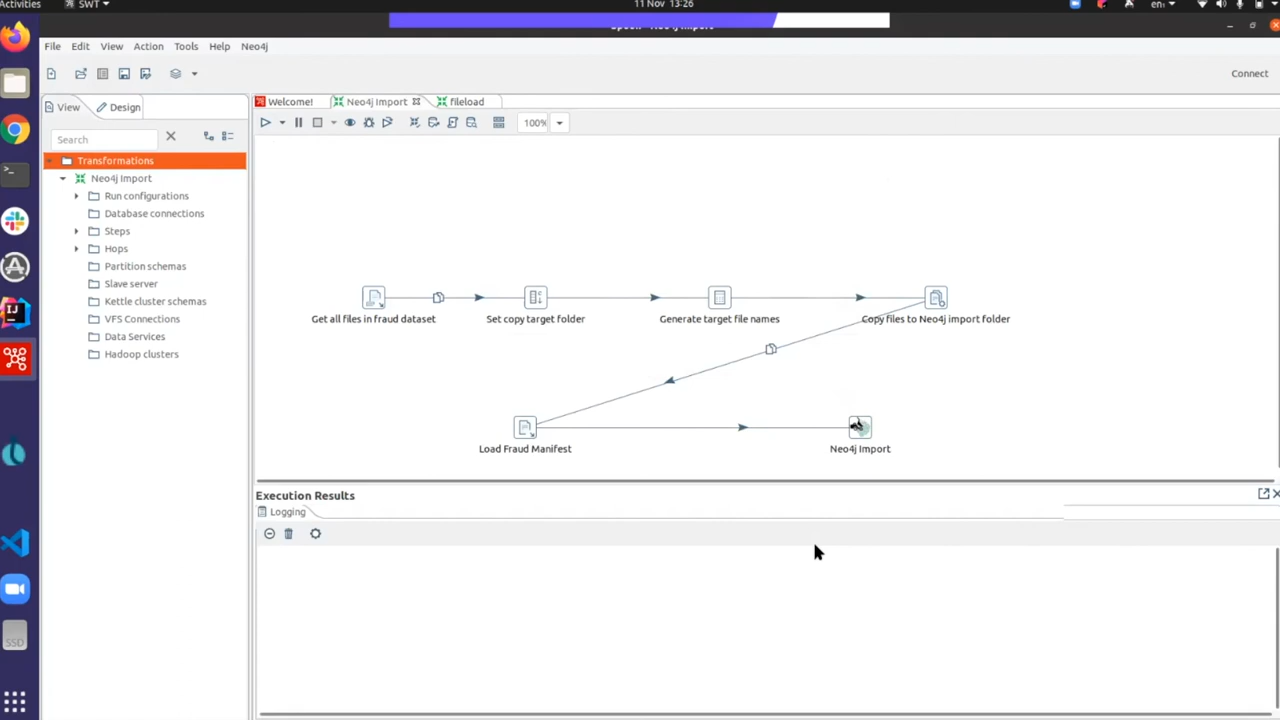 Activities
SWT
11 Nov 13:26
en
File Edit View Action Tools Help Neo4j
Connect
View
Design
Welcome!
Neo4j Import
fileload
Search
100%
Transformations
Neo4j Import
Run configurations
Database connections
Steps
Hops
Partition schemas
Slave server
Kettle cluster schemas
VFS Connections
Data Services
Hadoop clusters
Get all files in fraud dataset
Set copy target folder
Generate target file names
Copy files to Neo4j import folder
Load Fraud Manifest
Neo4j Import
Execution Results
Logging
SSD